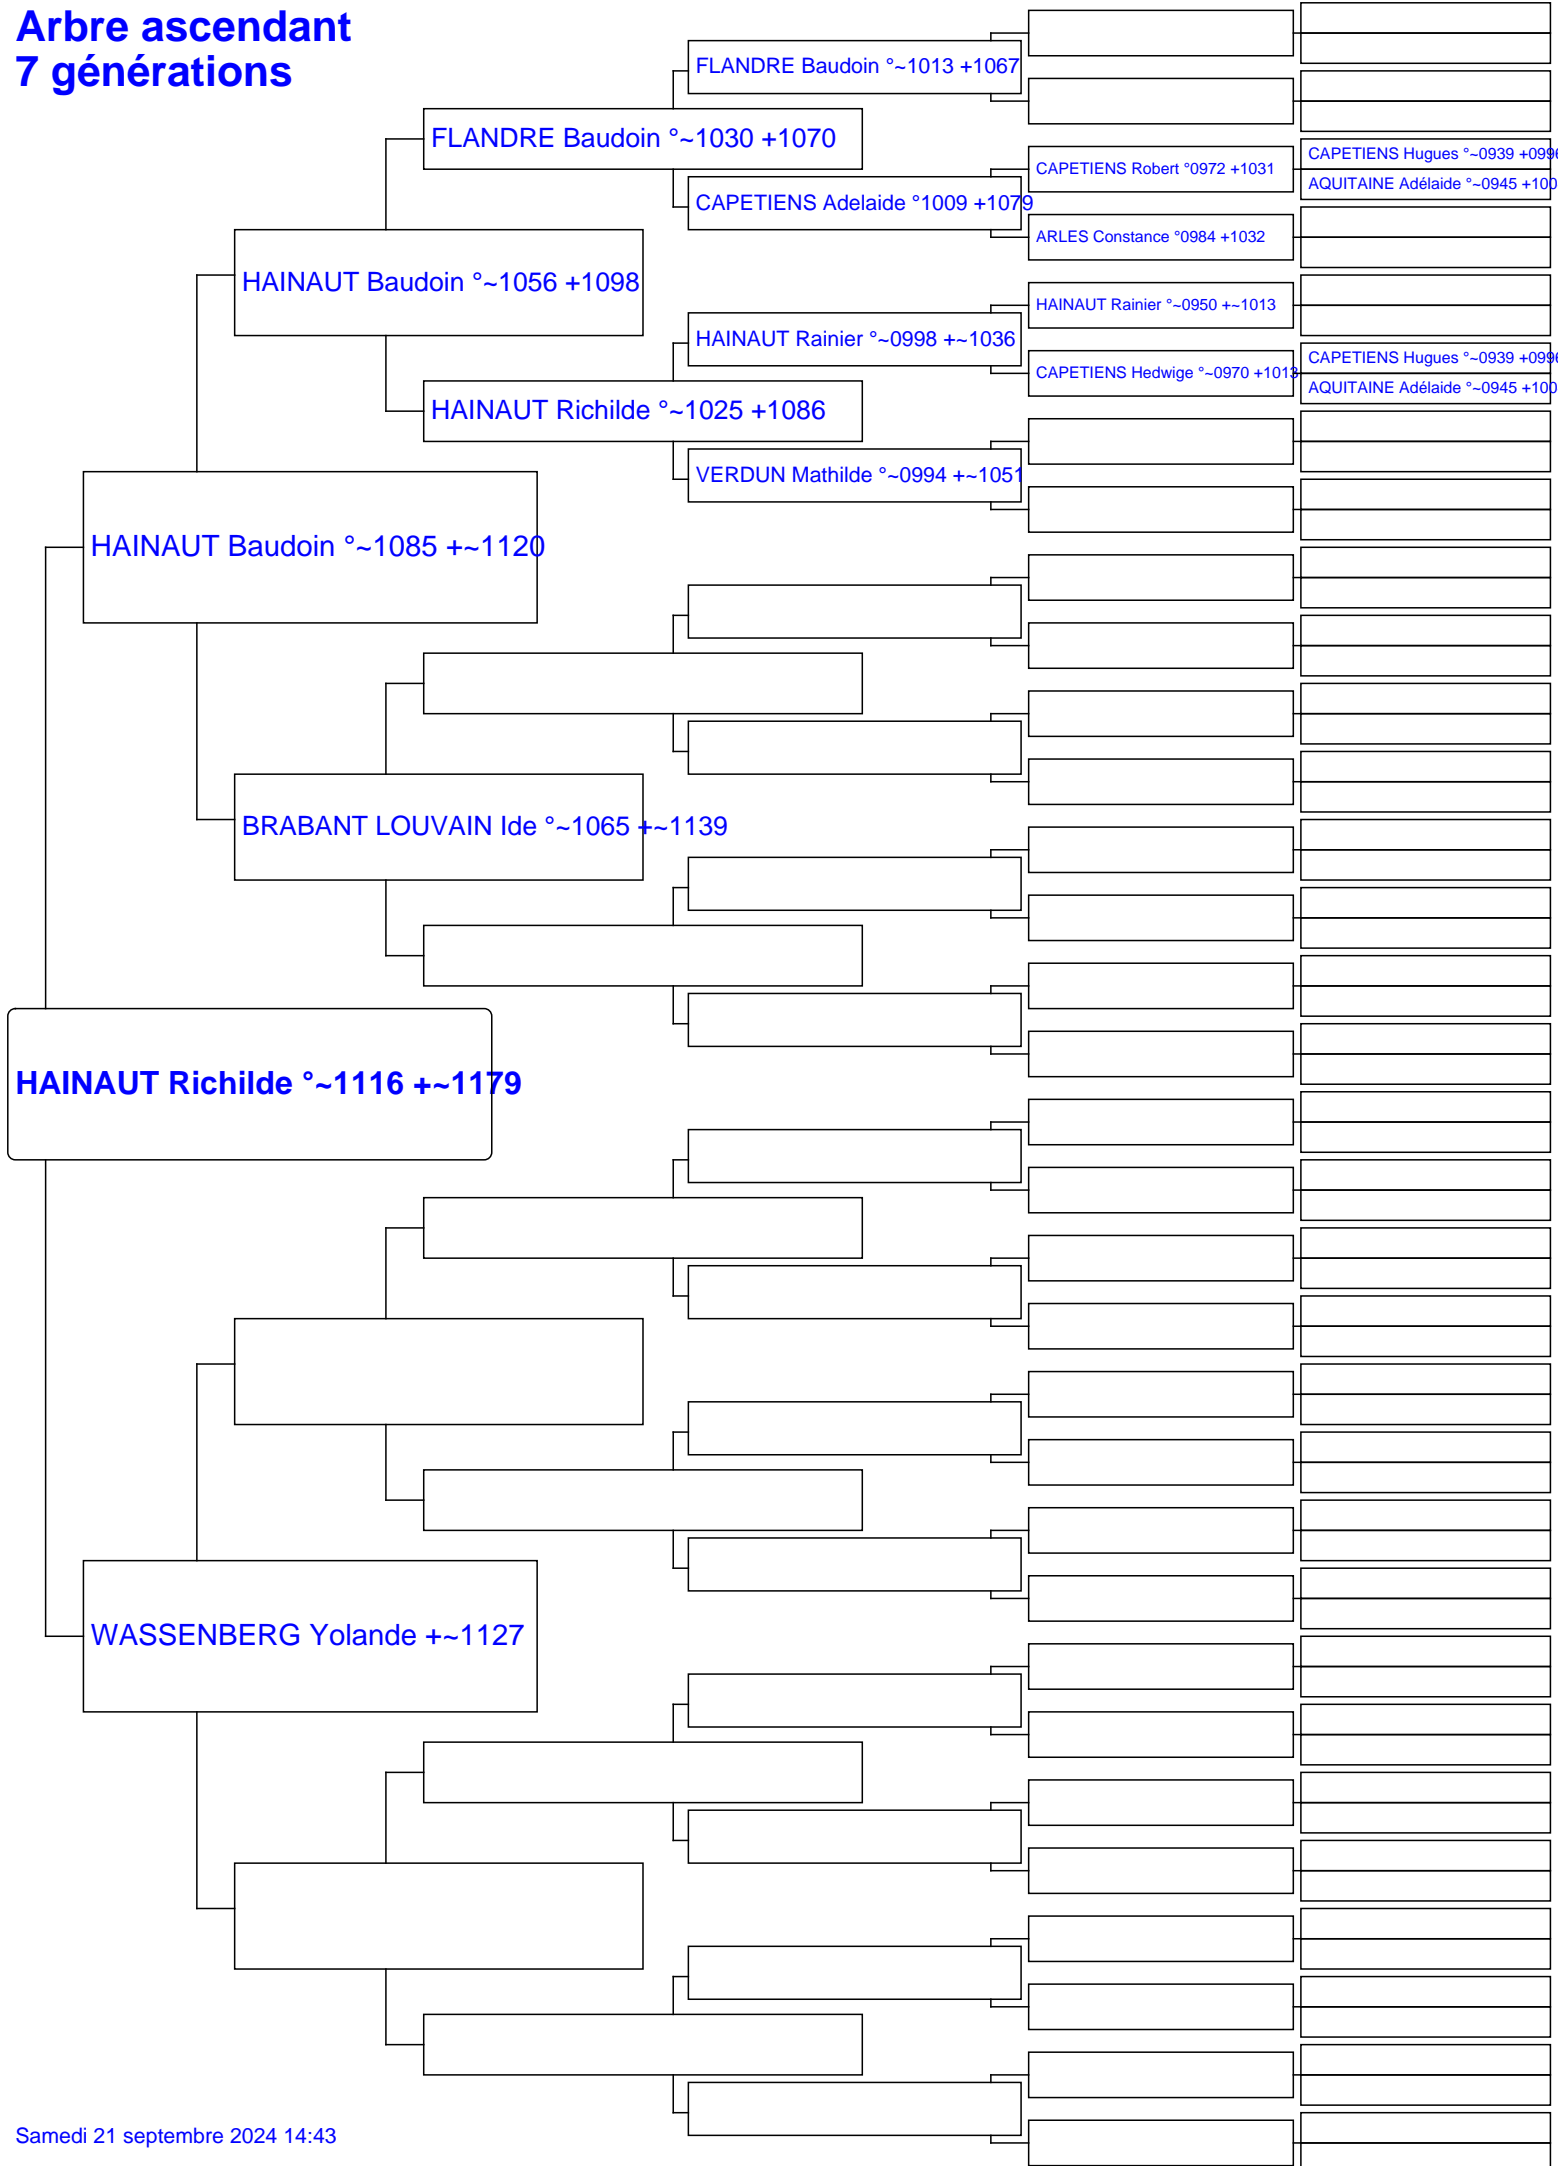 Arbre ascendant
7 générations
FLANDRE Baudoin °~1013 +1067
FLANDRE Baudoin °~1030 +1070
CAPETIENS Robert °0972 +1031
CAPETIENS Hugues °~0939 +0996
AQUITAINE Adélaide °~0945 +100
CAPETIENS Adelaide °1009 +1079
ARLES Constance °0984 +1032
HAINAUT Baudoin °~1056 +1098
HAINAUT Rainier °~0950 +~1013
HAINAUT Rainier °~0998 +~1036
CAPETIENS Hedwige °~0970 +1013
CAPETIENS Hugues °~0939 +0996
AQUITAINE Adélaide °~0945 +100
HAINAUT Richilde °~1025 +1086
VERDUN Mathilde °~0994 +~1051
HAINAUT Baudoin °~1085 +~1120
BRABANT LOUVAIN Ide °~1065 +~1139
HAINAUT Richilde °~1116 +~1179
WASSENBERG Yolande +~1127
Samedi 21 septembre 2024 14:43